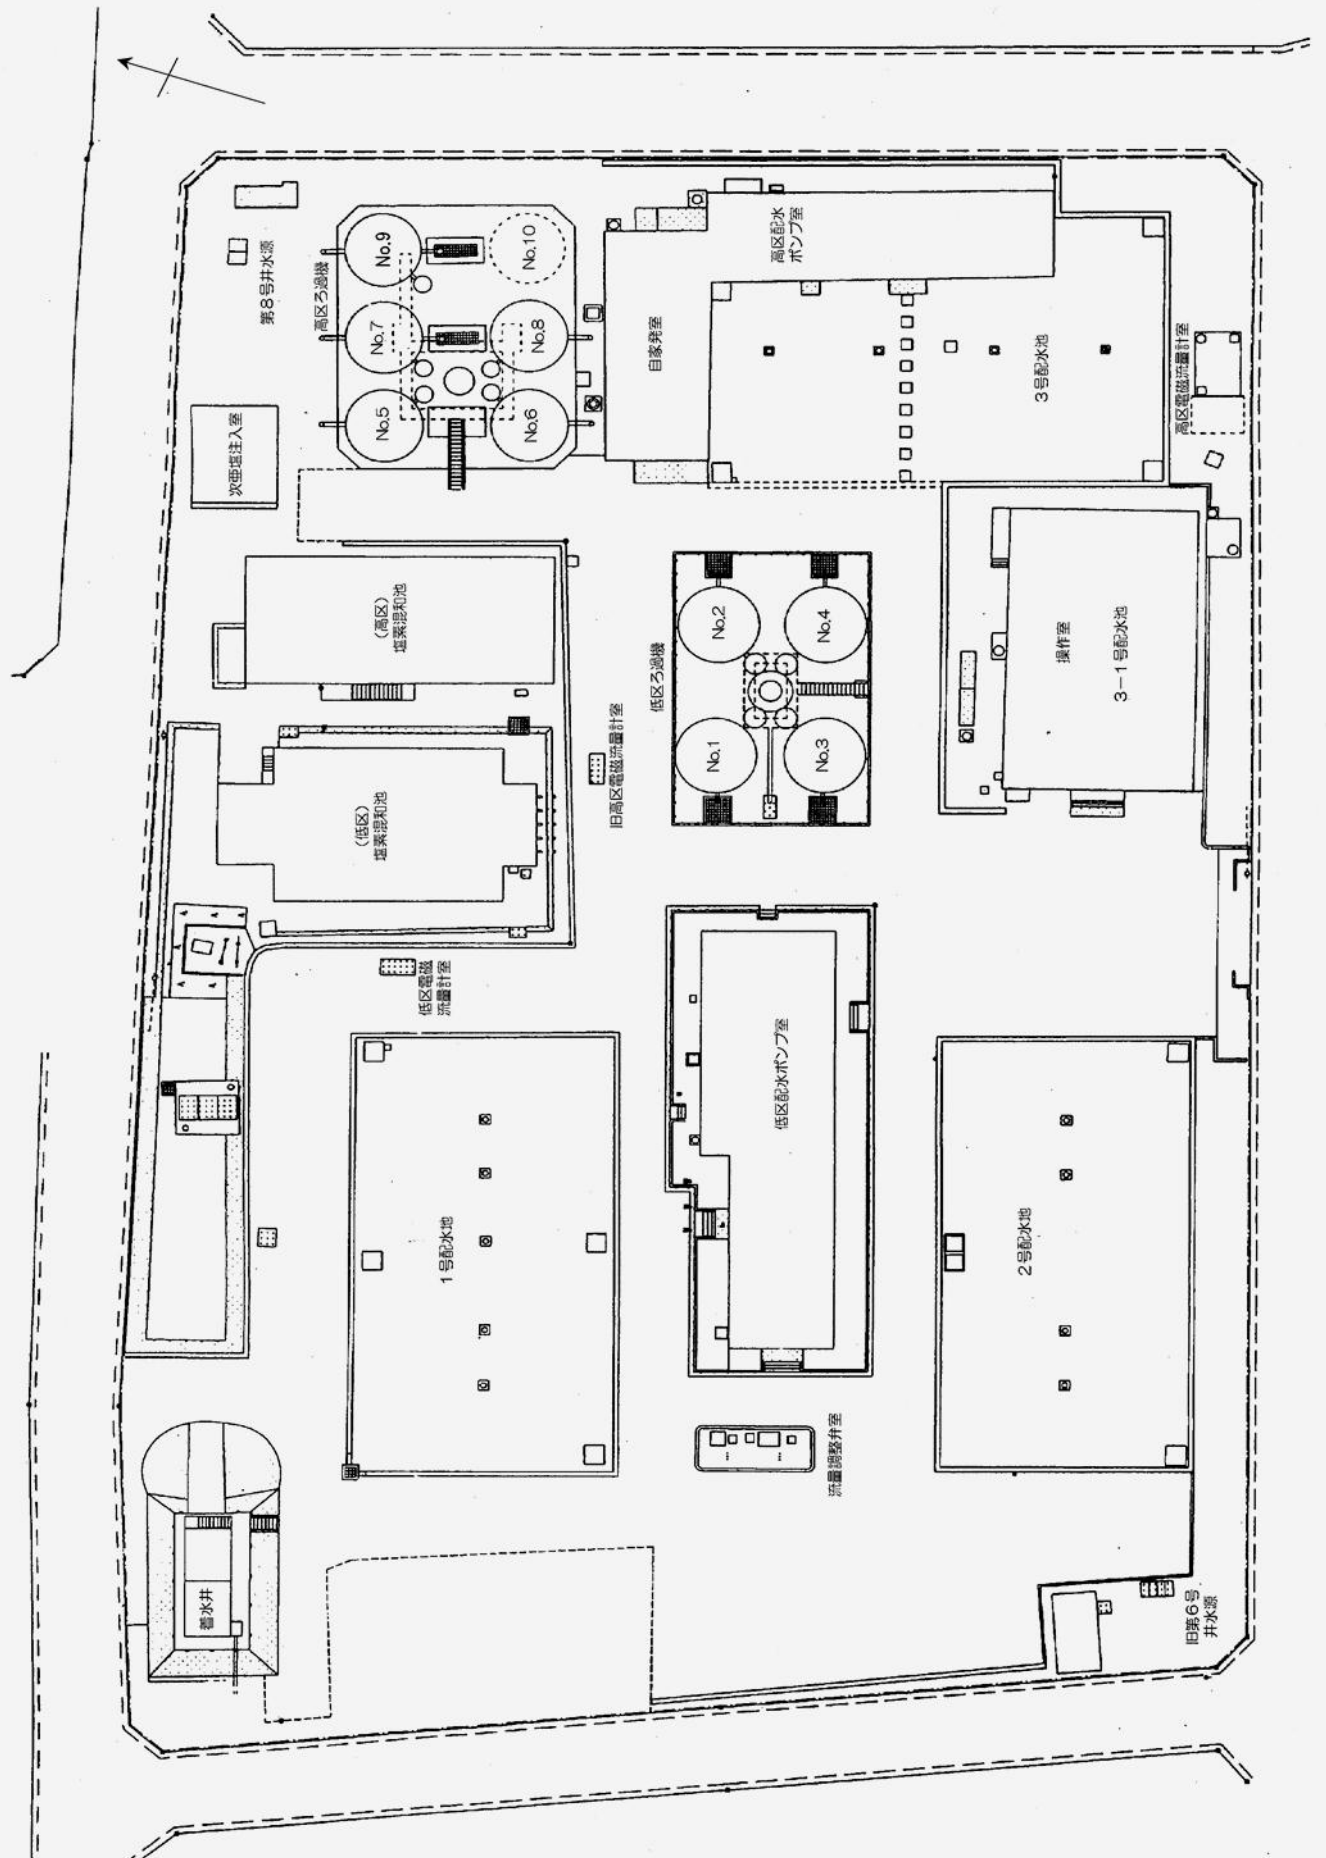 第8号井水源
高区ろ過機
No.9
No.10
No.7
No.8
No.5
No.6
次亜塩注入室
自家発室
高区配水
ポンプ室
3号配水池
高区電磁流量計室
(高区)
塩素混和池
(低区)
塩素混和池
旧高区電磁流量計室
低区ろ過機
No.2
No.4
No.1
No.3
操作室
3-1号配水池
低区電磁
流量計室
1号配水地
低区配水ポンプ室
2号配水地
流量調整弁室
着水井
旧第6号
井水源